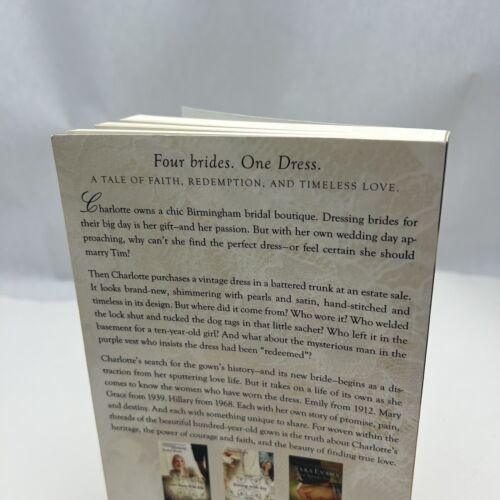 Four brides. One Dress.
A TALE OF FAITH, REDEMPTION, AND TIMELESS LOVE.
Charlotte owns a chic Birmingham bridal boutique. Dressing brides for
their big day is her gift—and her passion. But with her own wedding day ap-
proaching, why can't she find the perfect dress—or feel certain she should
marry Tim?
Then Charlotte purchases a vintage dress in a battered trunk at an estate sale.
It looks brand-new, shimmering with pearls and satin, hand-stitched and
timeless in its design. But where did it come from? Who wore it? Who welded
the lock shut and tucked the dog tags in that little sachet? Who left it in the
basement for a ten-year-old girl? And what about the mysterious man in the
purple vest who insists the dress had been "redeemed"?
Charlotte's search for the gown's history—and its new bride—begins as a dis-
traction from her sputtering love life. But it takes on a life of its own as she
comes to know the women who have worn the dress. Emily from 1912. Mary
Grace from 1939. Hillary from 1968. Each with her own story of promise, pain,
and destiny. And each with something unique to share. For woven within the
threads of the beautiful hundred-year-old gown is the truth about Charlotte's
heritage, the power of courage and faith, and the beauty of finding true love.
SARA EVANS